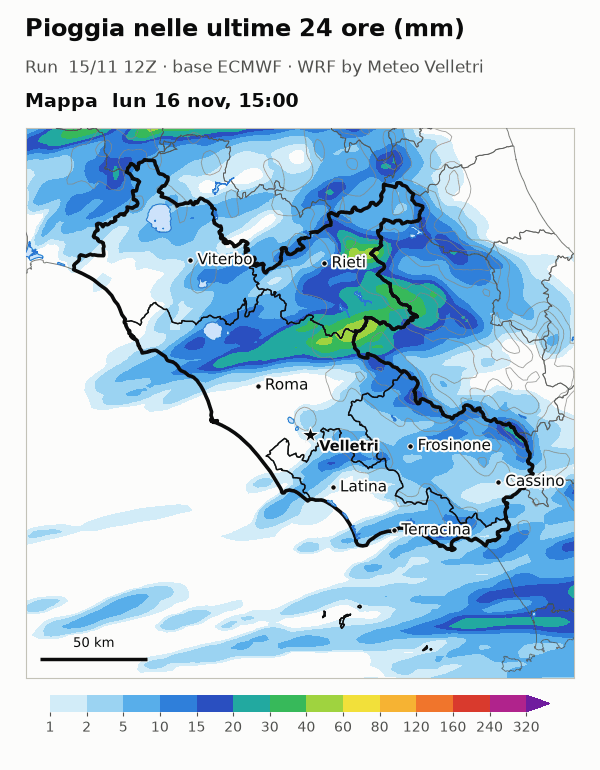 Pioggia nelle ultime 24 ore (mm)
Run  15/11 12Z · base ECMWF · WRF by Meteo Velletri
Mappa  lun 16 nov, 15:00
Viterbo
Rieti
Roma
Velletri
Frosinone
Cassino
Latina
Terracina
50 km
1 2 5 10 15 20 30 40 60 80 120 160 240 320